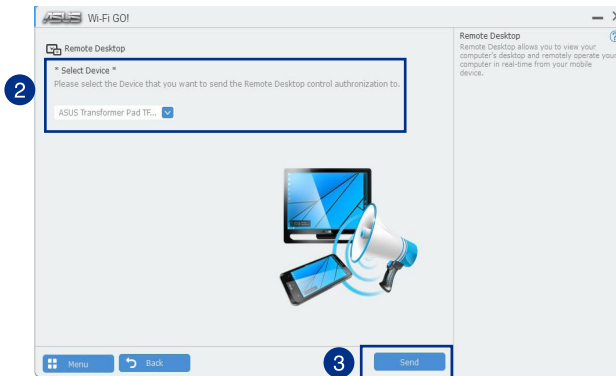 ASUS Wi-Fi GO!
Remote Desktop
* Select Device *
Please select the Device that you want to send the Remote Desktop control authronization to.
2
ASUS Transformer Pad TF...
Remote Desktop
Remote Desktop allows you to view your
computer's desktop and remotely operate your
computer in real-time from your mobile
device.
?
Menu
Back
3
Send